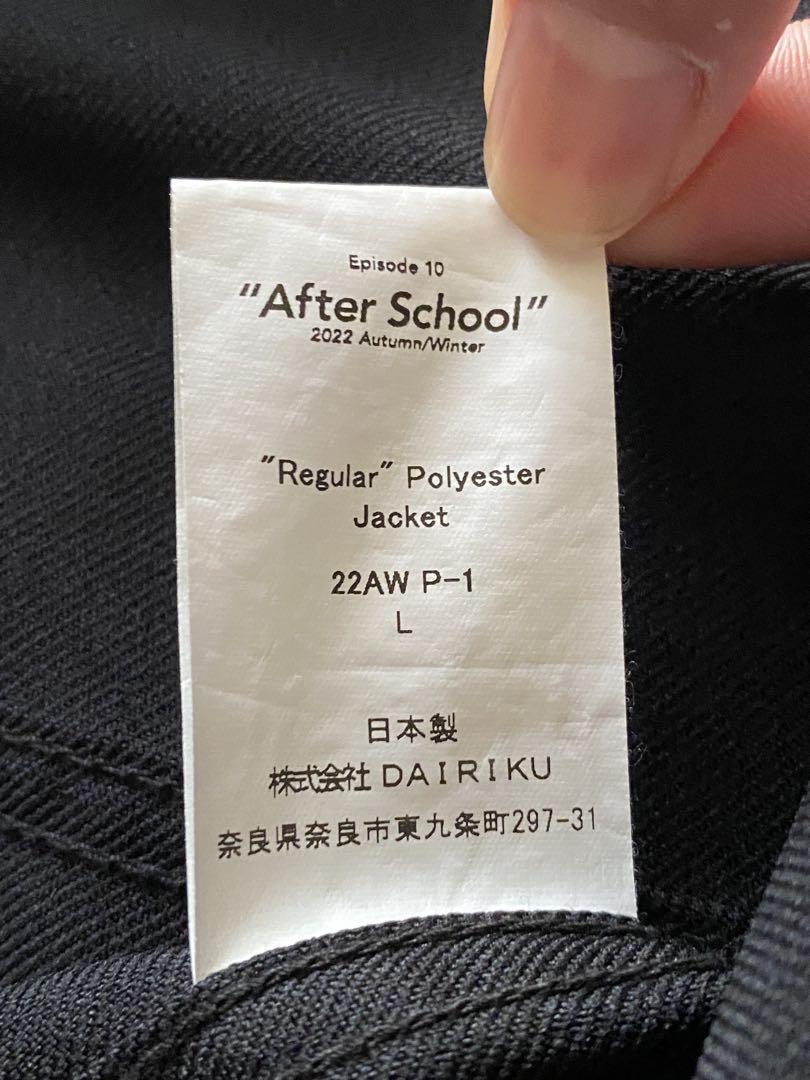 Episode 10
"After School"
2022 Autumn/Winter
"Regular" Polyester
Jacket
22AW P-1
L
日本製
株式会社 DAIRIKU
奈良県奈良市東九条町297-31